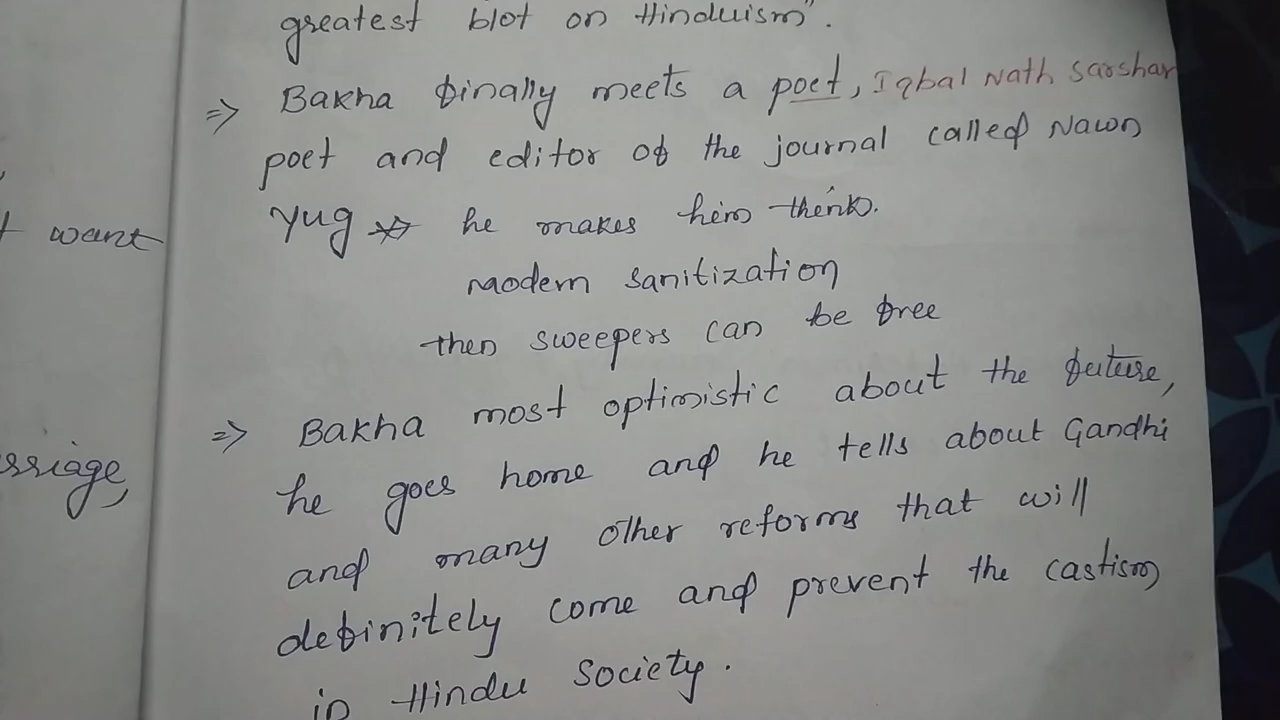 greatest blot on Hinduism".
=> Bakha finally meets a poet, Iqbal Nath Sarshar
poet and editor of the journal called Nawn
Yug ☆ he makes him think.
Modern sanitization
then sweepers can be free
t want
=> Bakha most optimistic about the future,
he goes home and he tells about Gandhi
ssiage,
and many other reforms that will
definitely come and prevent the castism
in Hindu Society.